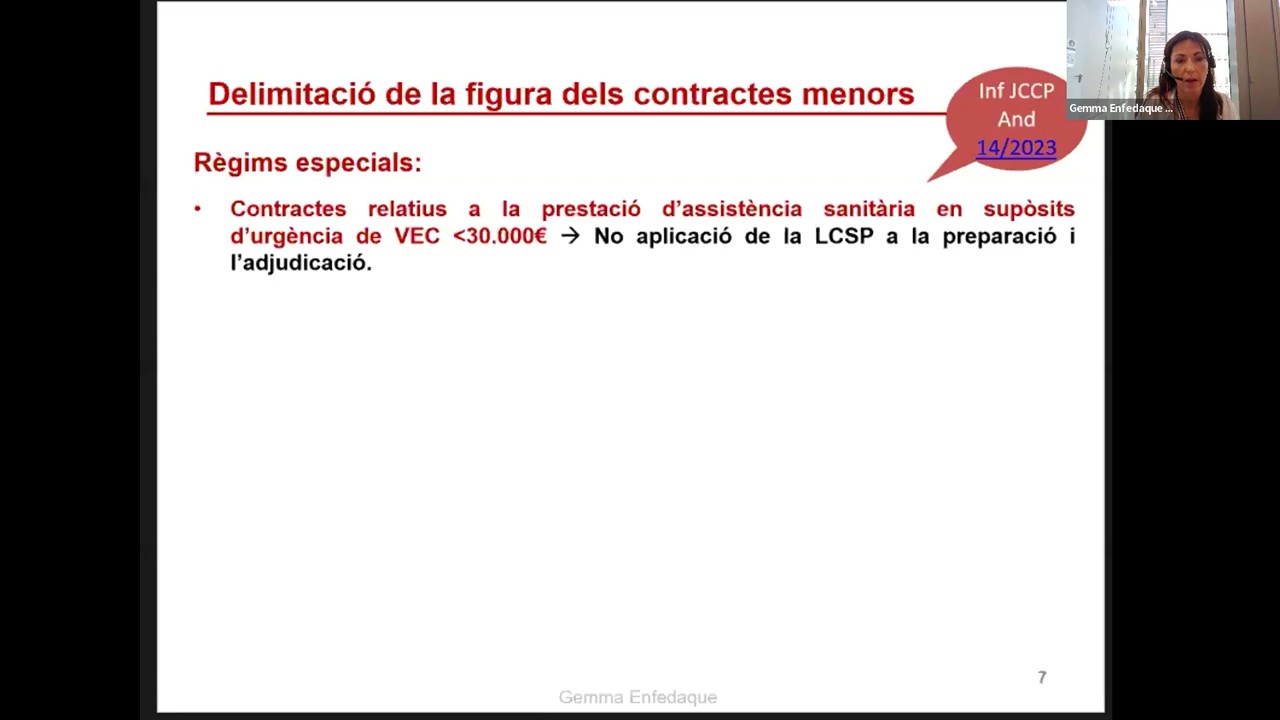 Delimitació de la figura dels contractes menors
Inf JCCP
And
14/2023
Gemma Enfedaque ...
Règims especials:
• Contractes relatius a la prestació d'assistència sanitària en supòsits
d'urgència de VEC <30.000€ → No aplicació de la LCSP a la preparació i
l'adjudicació.
7
Gemma Enfedaque